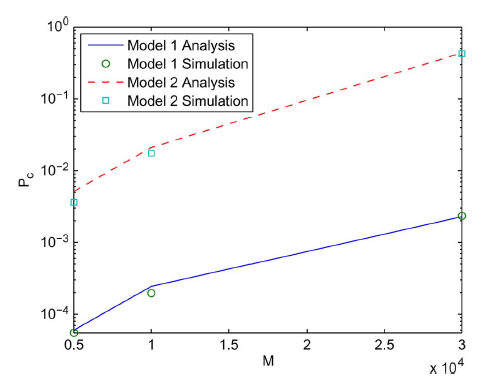 10^0
Model 1 Analysis
Model 1 Simulation
Model 2 Analysis
Model 2 Simulation
10^-1
10^-2
P_c
10^-3
10^-4
0.5 1 1.5 2 2.5 3
M
x 10^4